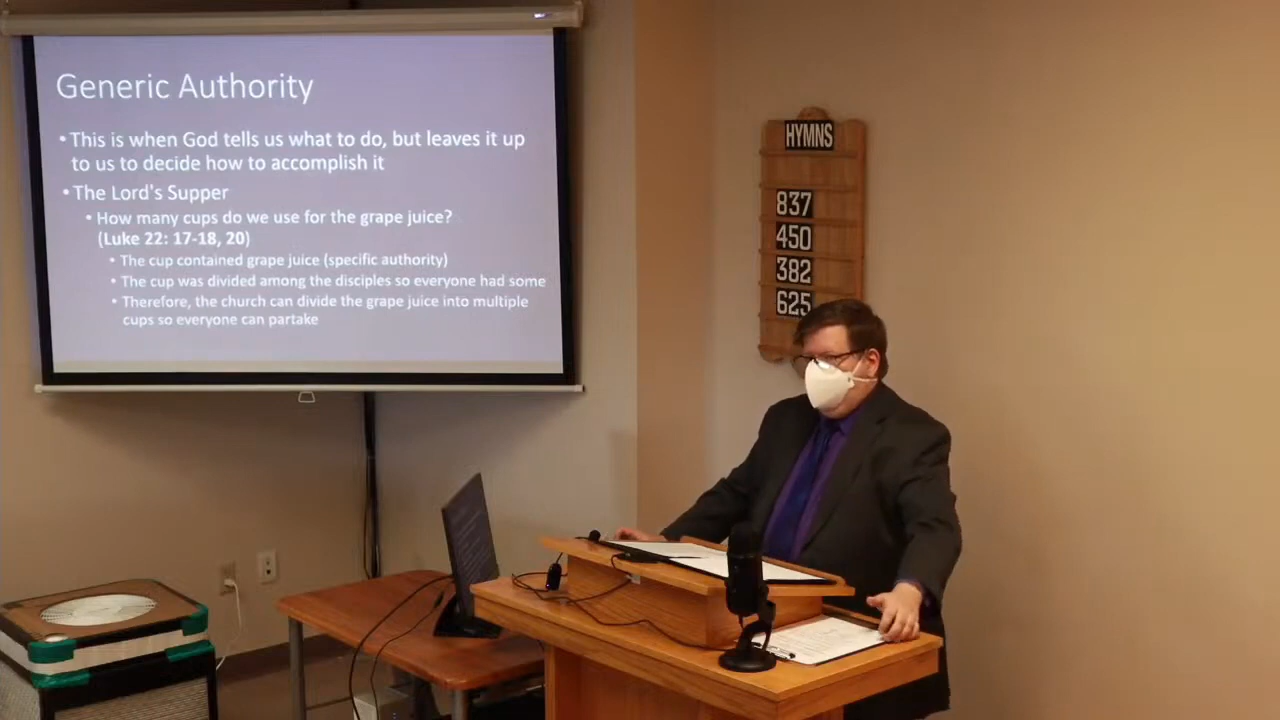 Generic Authority
• This is when God tells us what to do, but leaves it up
to us to decide how to accomplish it
• The Lord's Supper
• How many cups do we use for the grape juice?
(Luke 22: 17-18, 20)
• The cup contained grape juice (specific authority)
• The cup was divided among the disciples so everyone had some
• Therefore, the church can divide the grape juice into multiple
cups so everyone can partake
HYMNS
837
450
382
625